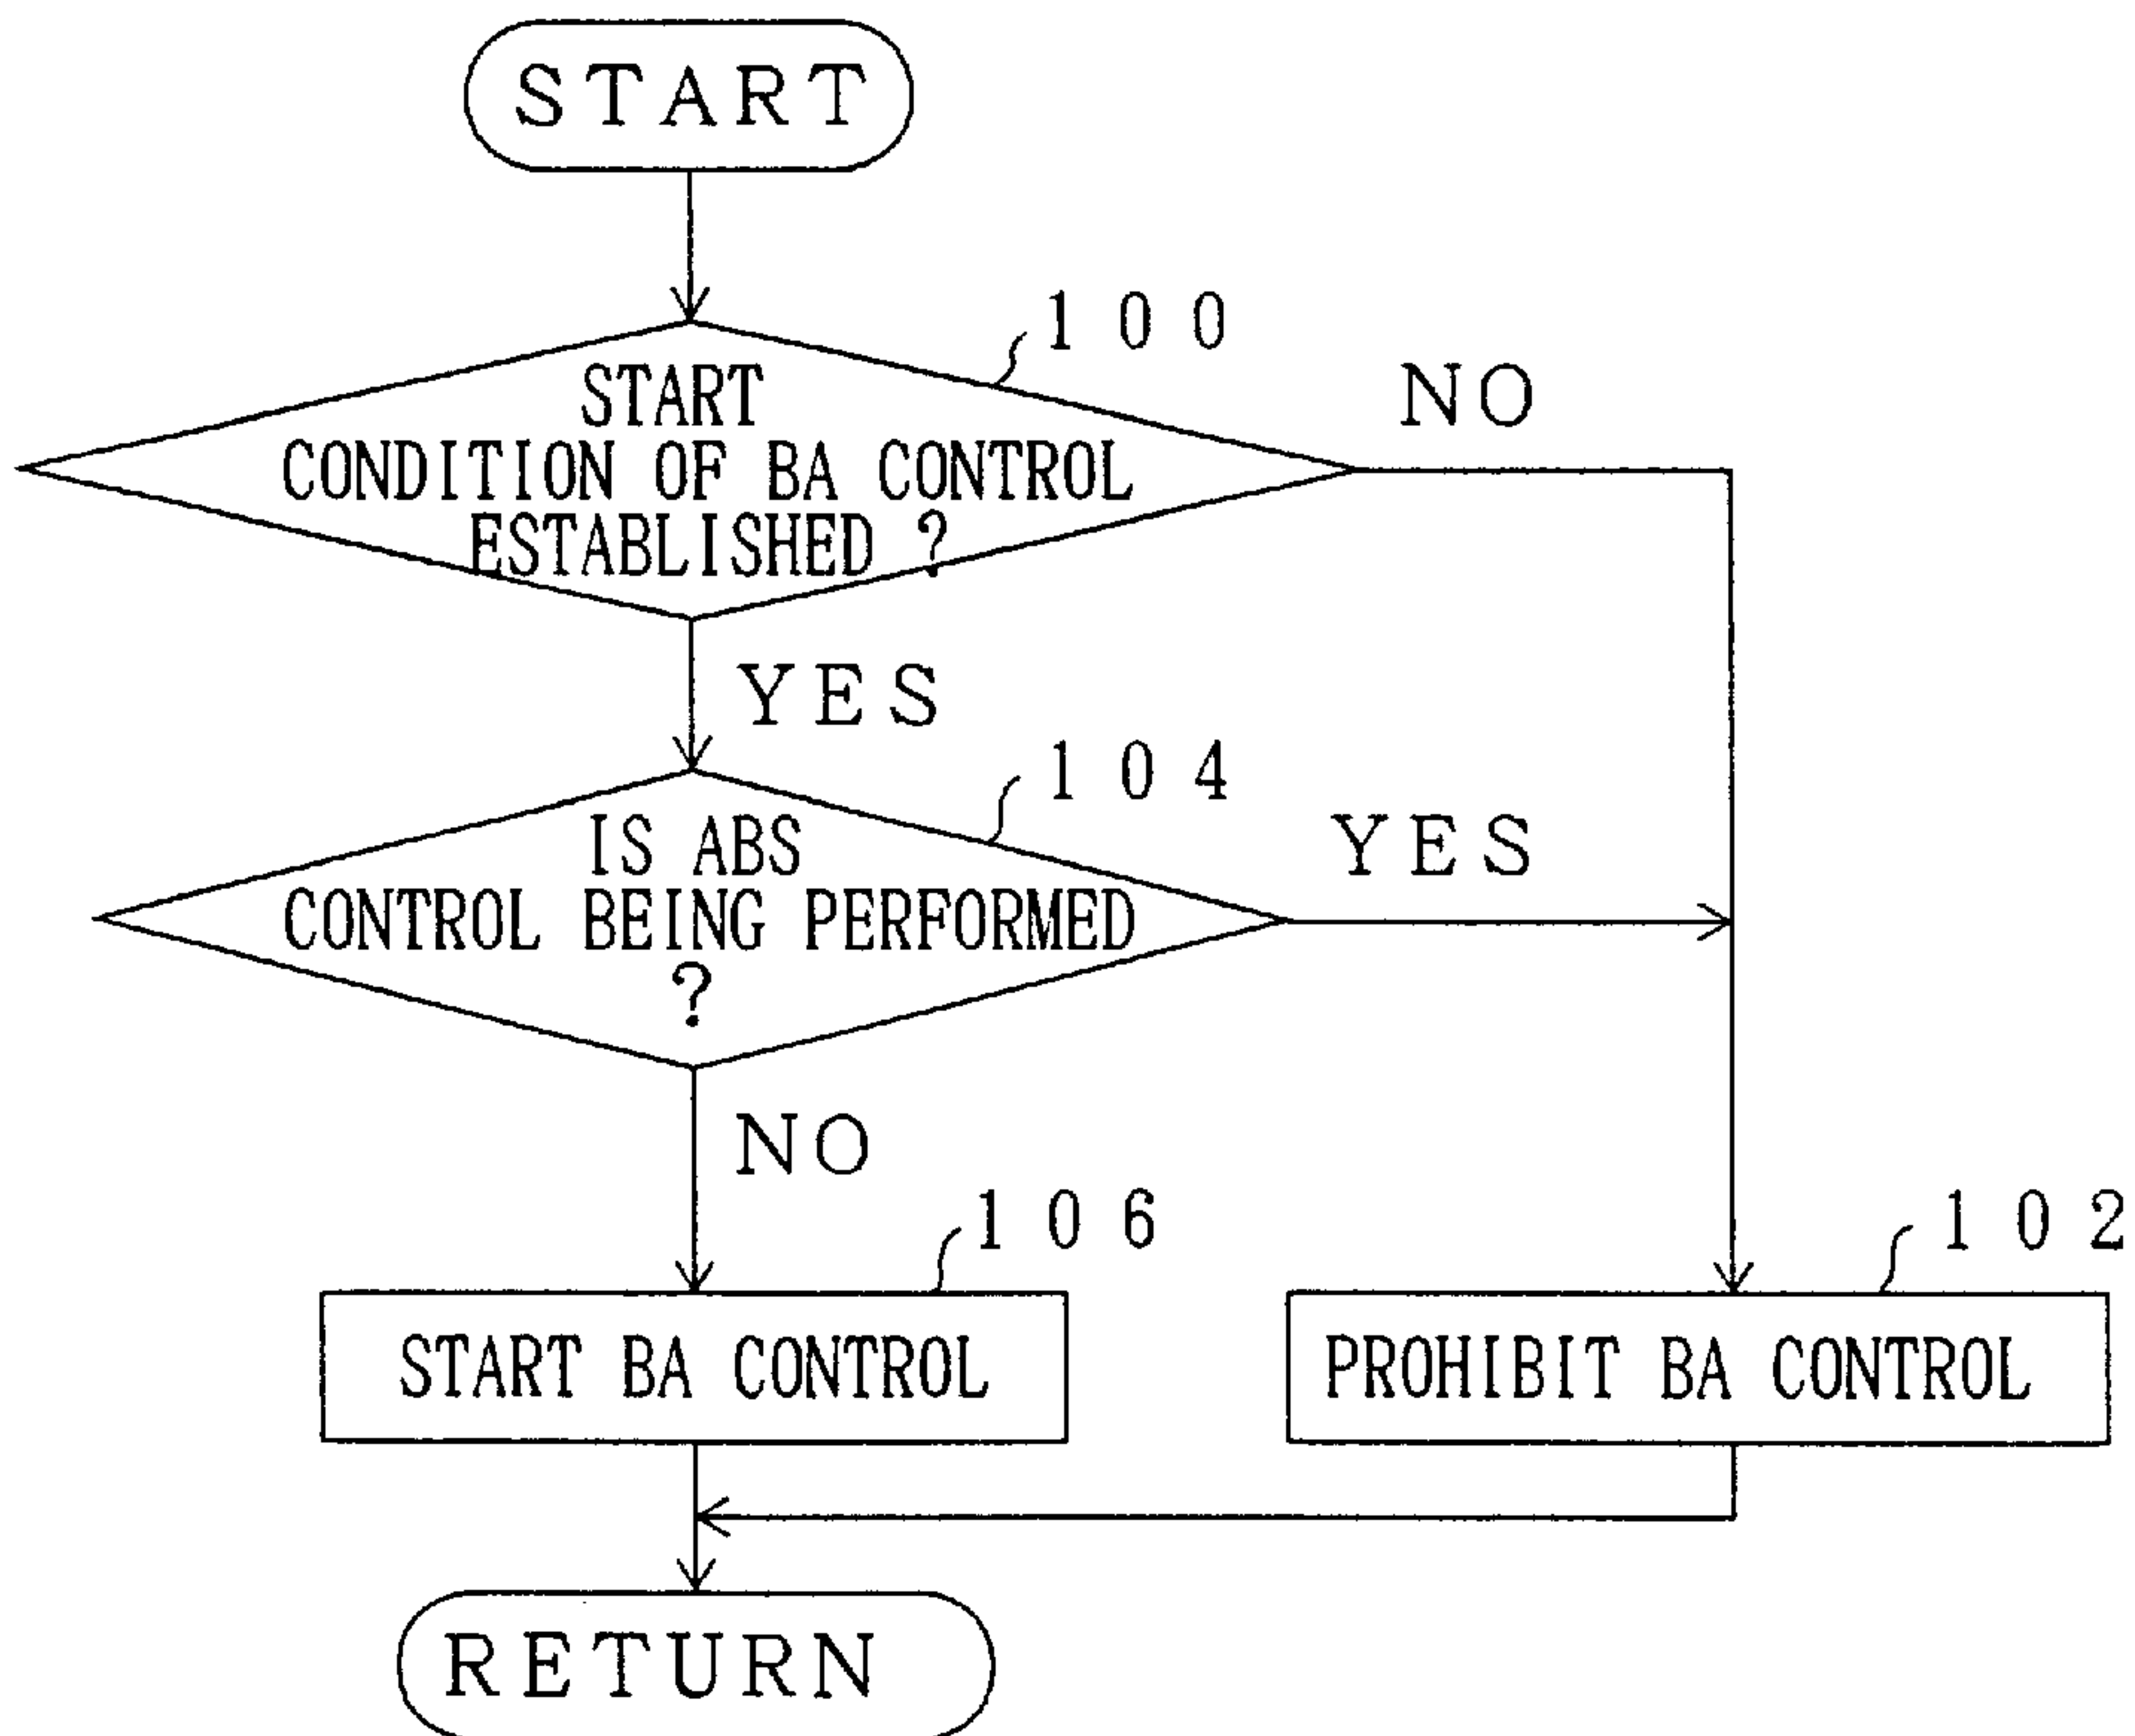 START
100
START
CONDITION OF BA CONTROL
ESTABLISHED ?
NO
YES
104
IS ABS
CONTROL BEING PERFORMED
?
YES
NO
106
START BA CONTROL
102
PROHIBIT BA CONTROL
RETURN